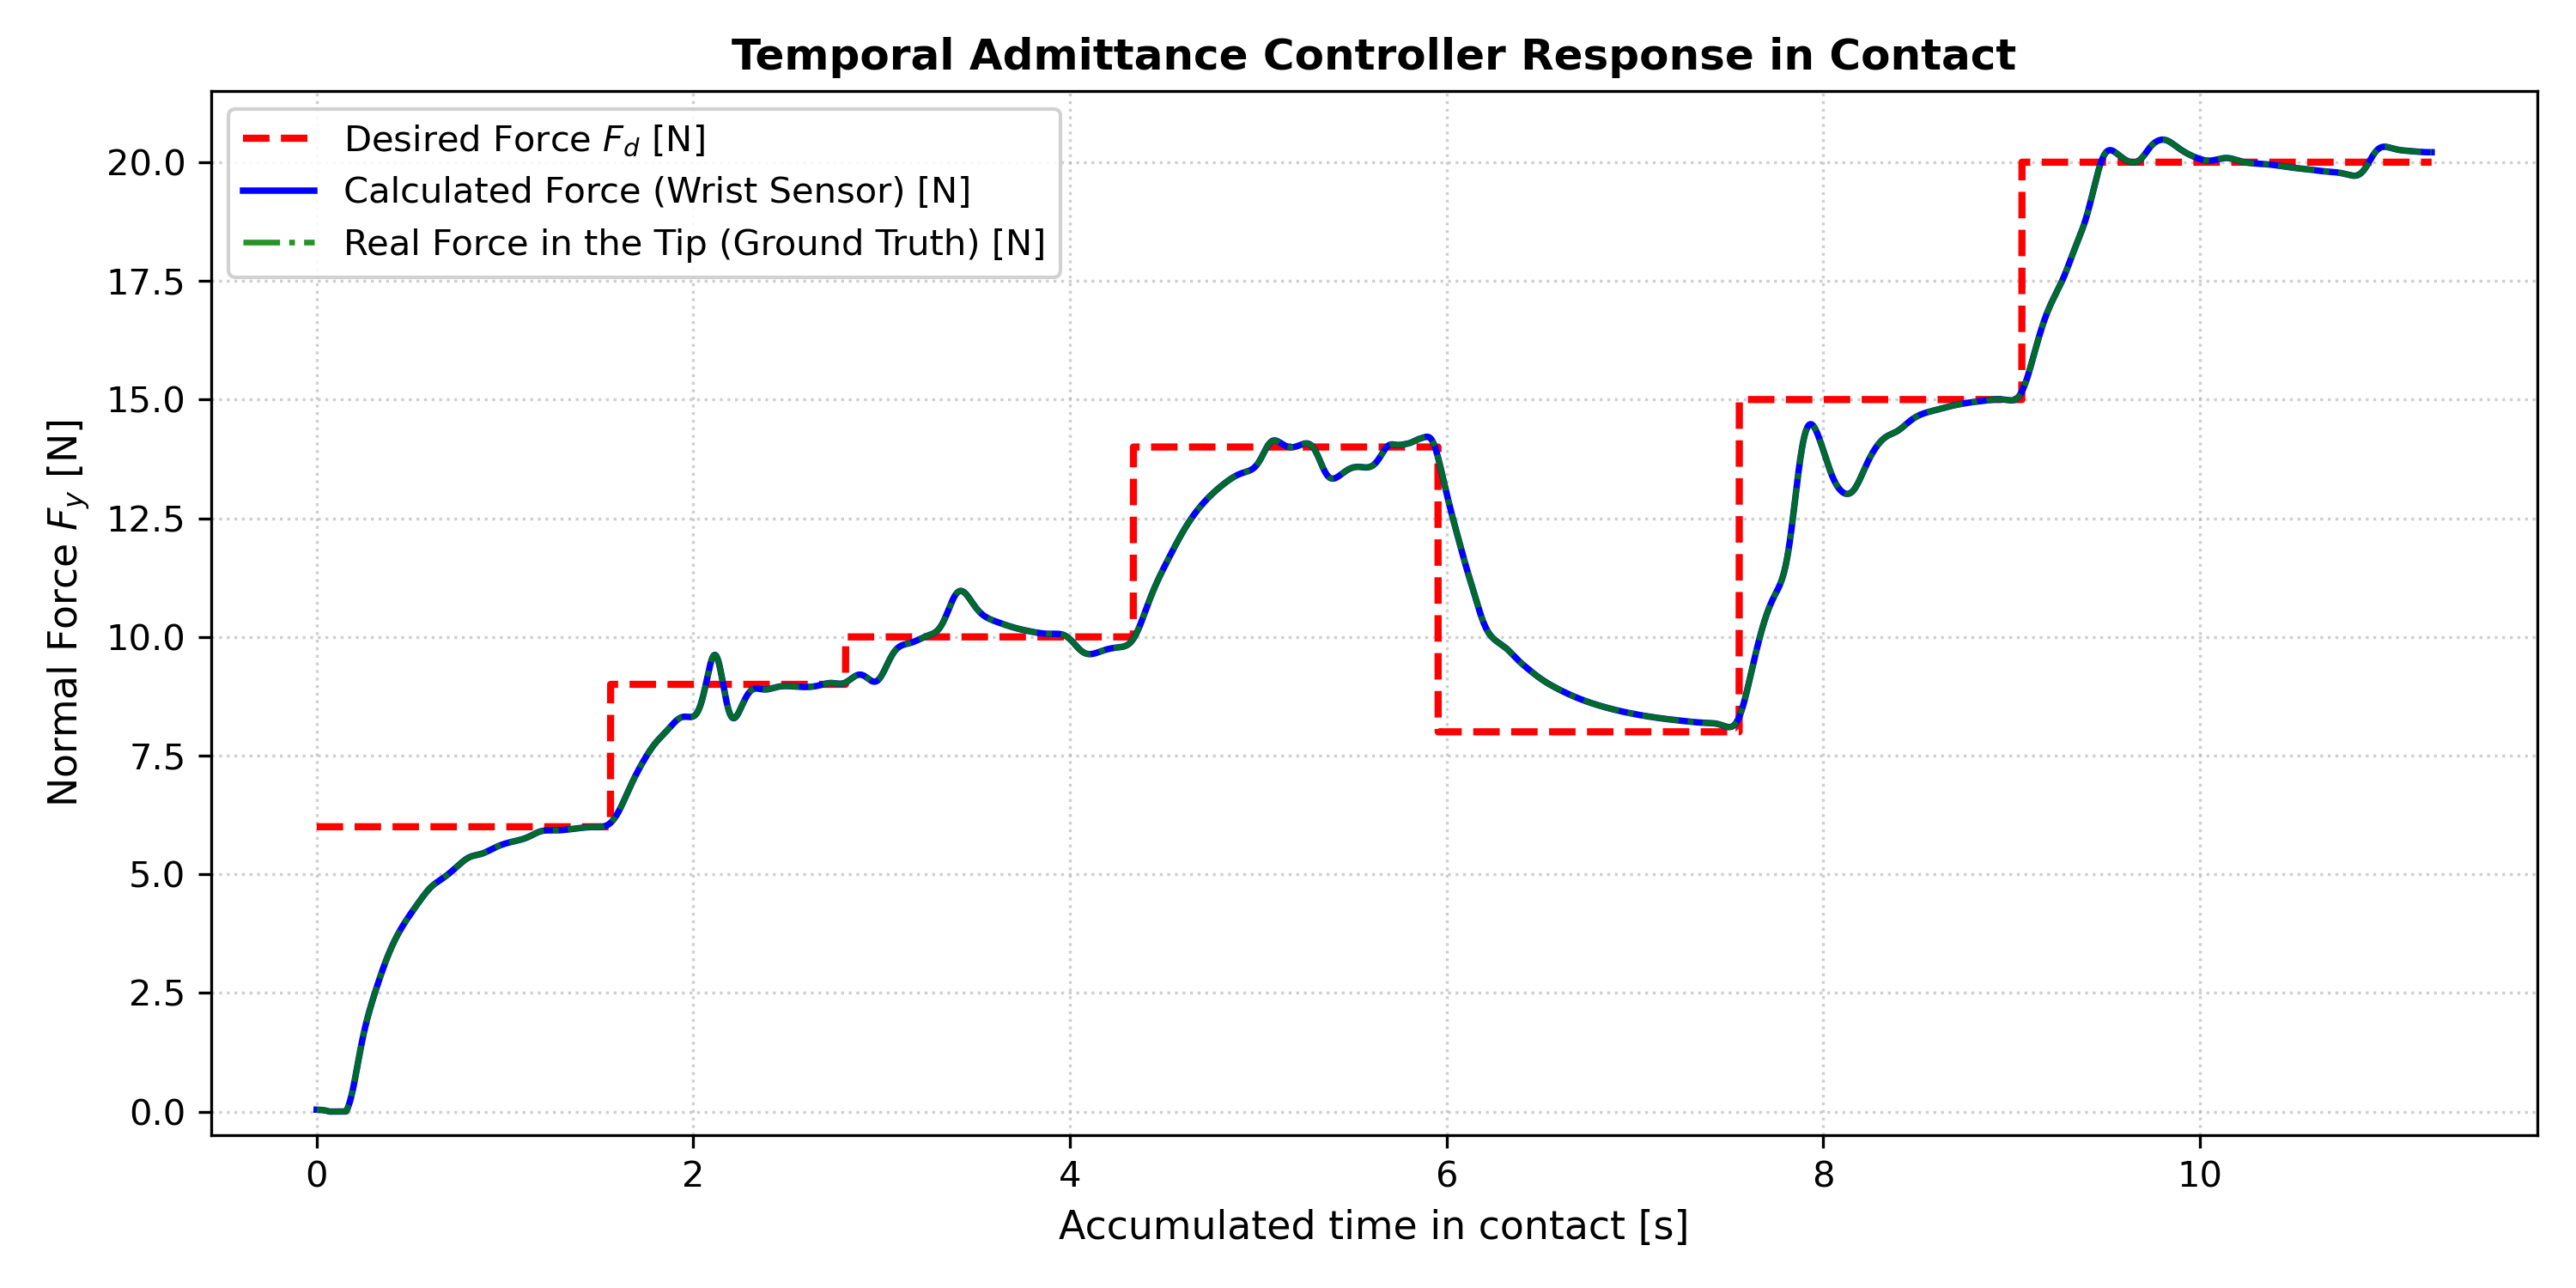 Temporal Admittance Controller Response in Contact
Desired Force F_d [N]
Calculated Force (Wrist Sensor) [N]
Real Force in the Tip (Ground Truth) [N]
Normal Force F_y [N]
20.0
17.5
15.0
12.5
10.0
7.5
5.0
2.5
0.0
0 2 4 6 8 10
Accumulated time in contact [s]